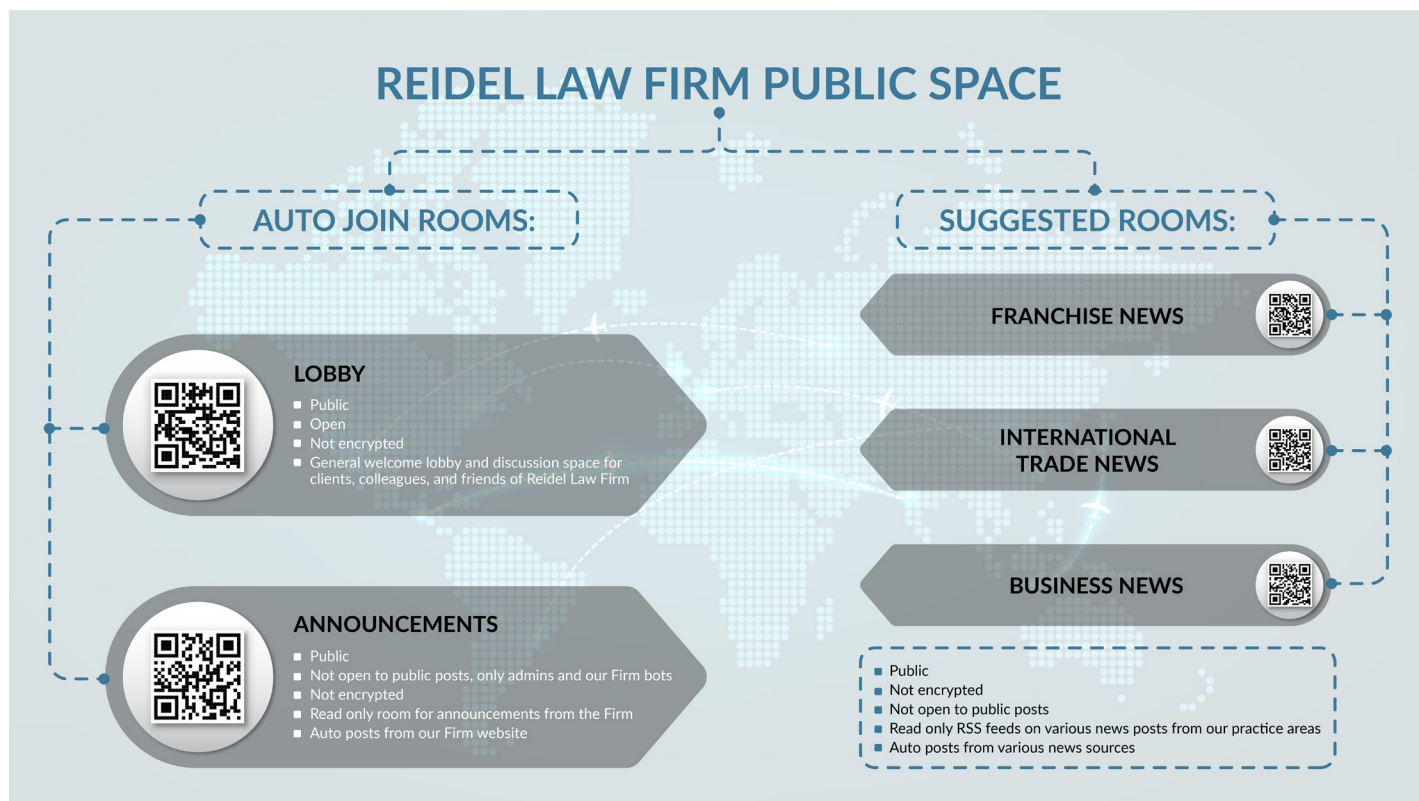 REIDEL LAW FIRM PUBLIC SPACE
AUTO JOIN ROOMS:
LOBBY
Public
Open
Not encrypted
General welcome lobby and discussion space for
clients, colleagues, and friends of Reidel Law Firm
ANNOUNCEMENTS
Public
Not open to public posts, only admins and our Firm bots
Not encrypted
Read only room for announcements from the Firm
Auto posts from our Firm website
SUGGESTED ROOMS:
FRANCHISE NEWS
INTERNATIONAL
TRADE NEWS
BUSINESS NEWS
Public
Not encrypted
Not open to public posts
Read only RSS feeds on various news posts from our practice areas
Auto posts from various news sources